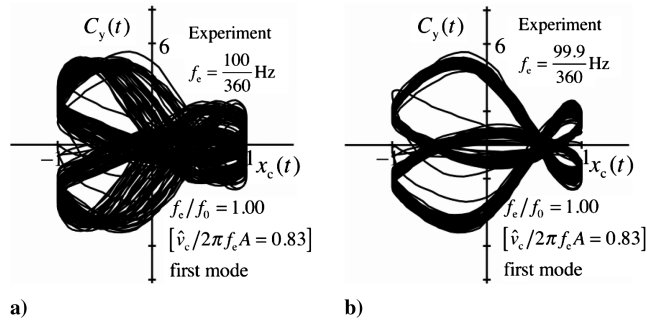 C_y(t)
6
Experiment
f_e = 100/360 Hz
−1
1
x_c(t)
f_e/f_0 = 1.00
[v̂_c/2πf_eA = 0.83]
first mode
a)
C_y(t)
6
Experiment
f_e = 99.9/360 Hz
−1
1
x_c(t)
f_e/f_0 = 1.00
[v̂_c/2πf_eA = 0.83]
first mode
b)